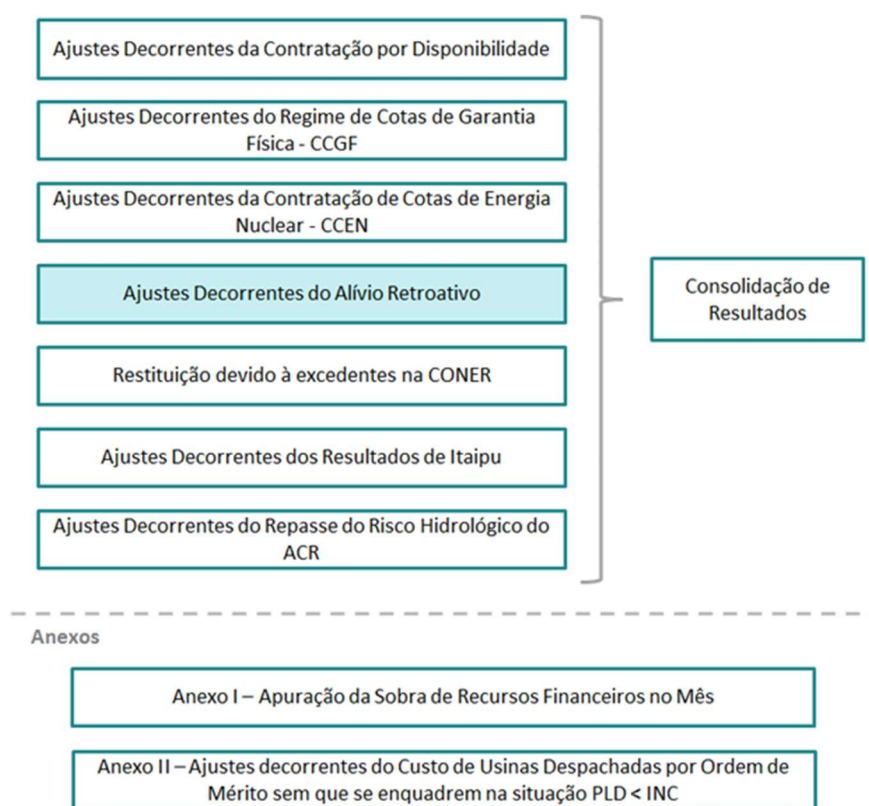 Ajustes Decorrentes da Contratação por Disponibilidade
Ajustes Decorrentes do Regime de Cotas de Garantia
Física - CCGF
Ajustes Decorrentes da Contratação de Cotas de Energia
Nuclear - CCEN
Ajustes Decorrentes do Alívio Retroativo
Restituição devido à excedentes na CONER
Ajustes Decorrentes dos Resultados de Itaipu
Ajustes Decorrentes do Repasse do Risco Hidrológico do
ACR
Consolidação de
Resultados
Anexos
Anexo I – Apuração da Sobra de Recursos Financeiros no Mês
Anexo II – Ajustes decorrentes do Custo de Usinas Despachadas por Ordem de
Mérito sem que se enquadrem na situação PLD < INC